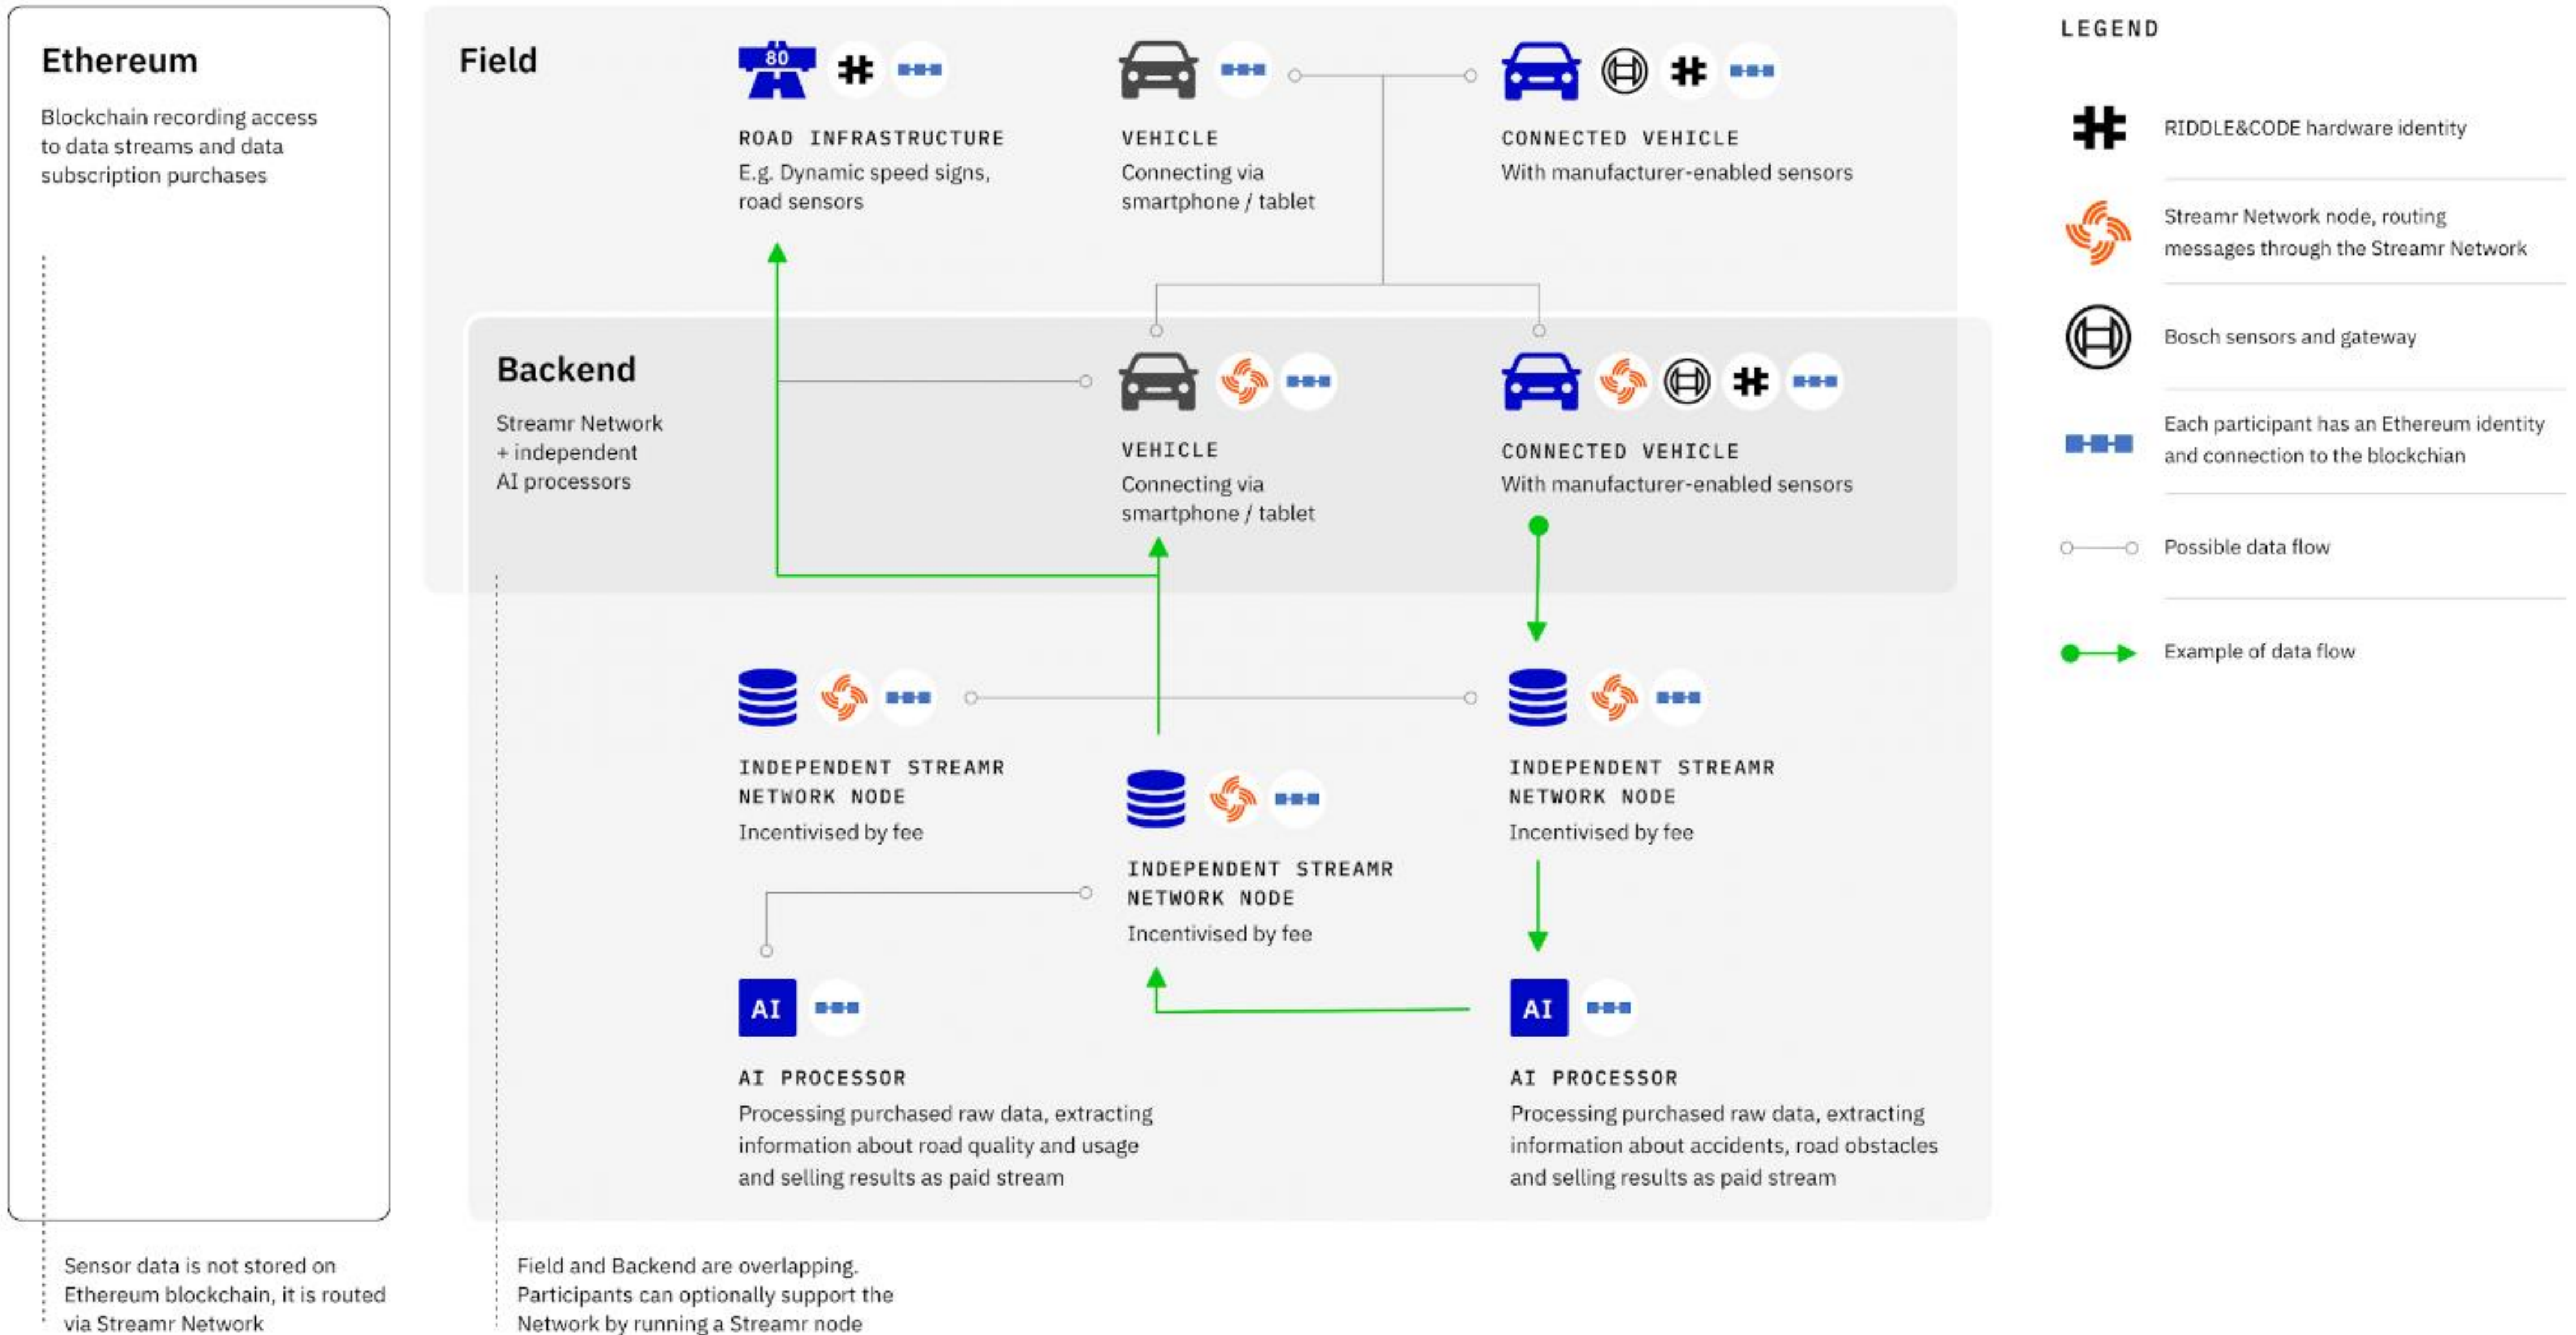 Ethereum
Blockchain recording access
to data streams and data
subscription purchases
Sensor data is not stored on
Ethereum blockchain, it is routed
via Streamr Network
Field
80
ROAD INFRASTRUCTURE
E.g. Dynamic speed signs,
road sensors
VEHICLE
Connecting via
smartphone / tablet
CONNECTED VEHICLE
With manufacturer-enabled sensors
Backend
Streamr Network
+ independent
AI processors
VEHICLE
Connecting via
smartphone / tablet
CONNECTED VEHICLE
With manufacturer-enabled sensors
INDEPENDENT STREAMR
NETWORK NODE
Incentivised by fee
INDEPENDENT STREAMR
NETWORK NODE
Incentivised by fee
INDEPENDENT STREAMR
NETWORK NODE
Incentivised by fee
AI
AI PROCESSOR
Processing purchased raw data, extracting
information about road quality and usage
and selling results as paid stream
AI
AI PROCESSOR
Processing purchased raw data, extracting
information about accidents, road obstacles
and selling results as paid stream
Field and Backend are overlapping.
Participants can optionally support the
Network by running a Streamr node
LEGEND
RIDDLE&CODE hardware identity
Streamr Network node, routing
messages through the Streamr Network
Bosch sensors and gateway
Each participant has an Ethereum identity
and connection to the blockchian
Possible data flow
Example of data flow